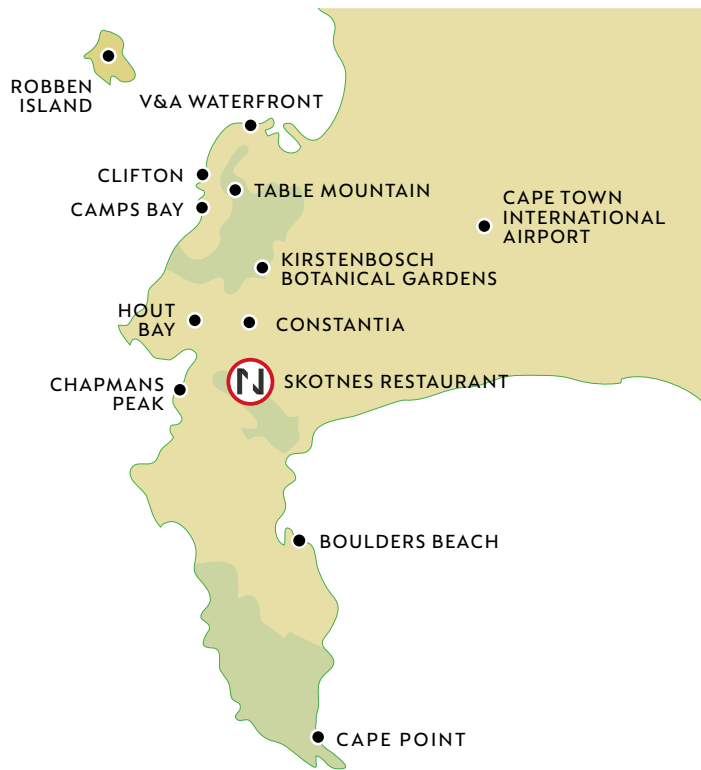 ROBBEN
ISLAND
V&A WATERFRONT
CLIFTON
TABLE MOUNTAIN
CAMPS BAY
CAPE TOWN
INTERNATIONAL
AIRPORT
KIRSTENBOSCH
BOTANICAL GARDENS
HOUT
BAY
CONSTANTIA
N
SKOTNES RESTAURANT
CHAPMANS
PEAK
BOULDERS BEACH
CAPE POINT